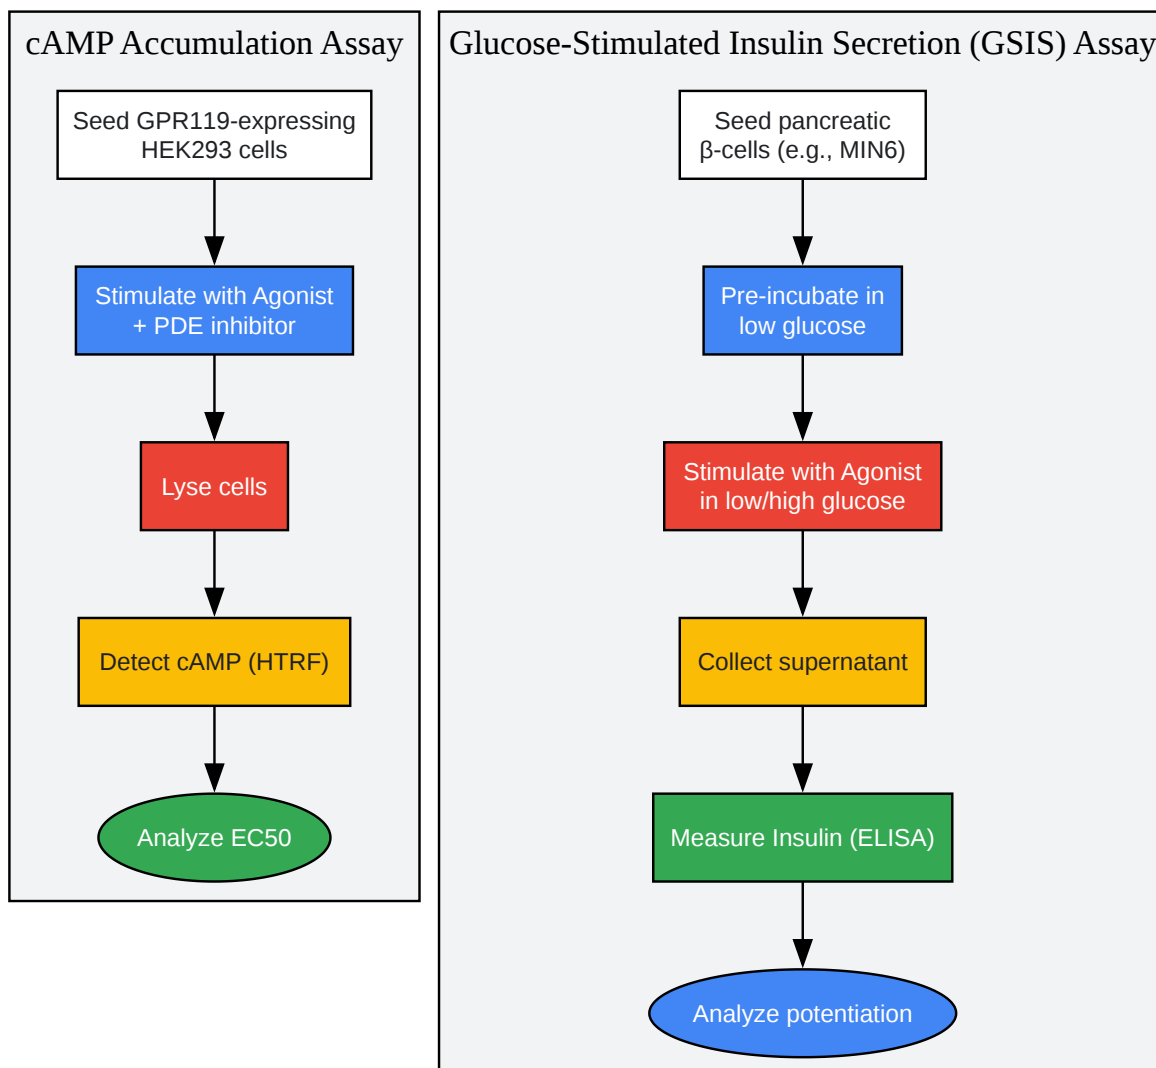 cAMP Accumulation Assay
Seed GPR119-expressing
HEK293 cells
Stimulate with Agonist
+ PDE inhibitor
Lyse cells
Detect cAMP (HTRF)
Analyze EC50
Glucose-Stimulated Insulin Secretion (GSIS) Assay
Seed pancreatic
β-cells (e.g., MIN6)
Pre-incubate in
low glucose
Stimulate with Agonist
in low/high glucose
Collect supernatant
Measure Insulin (ELISA)
Analyze potentiation